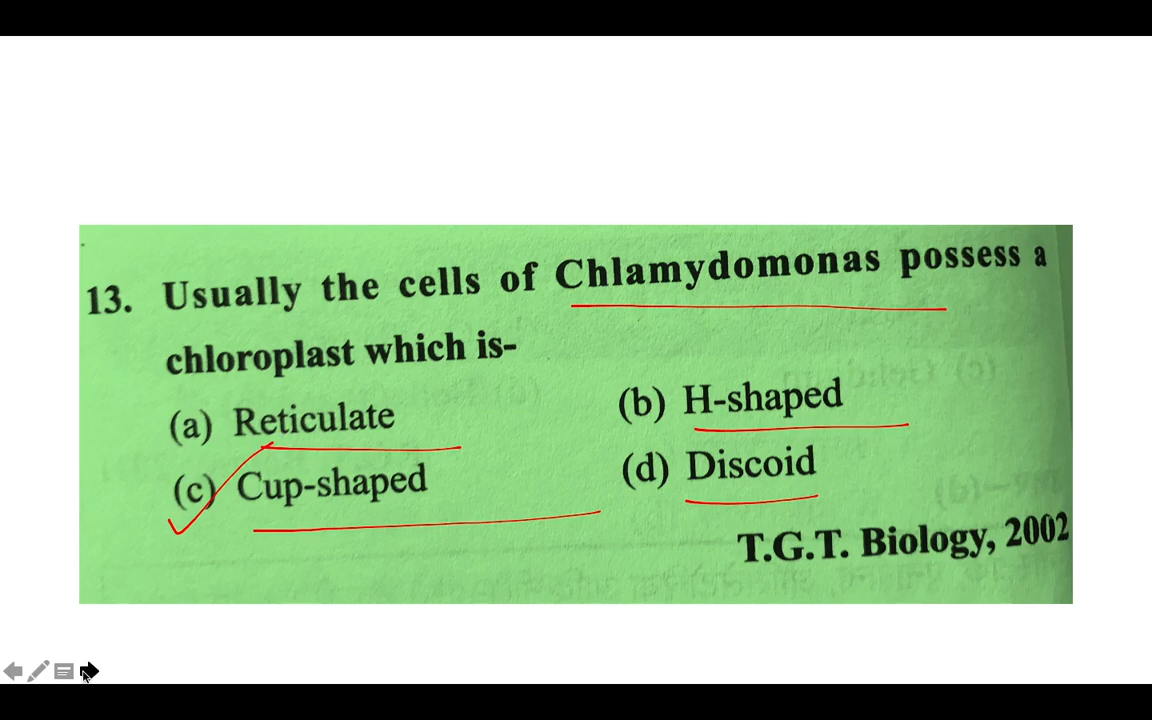 13. Usually the cells of Chlamydomonas possess a
chloroplast which is-
(a) Reticulate (b) H-shaped
(c) Cup-shaped (d) Discoid
T.G.T. Biology, 2002